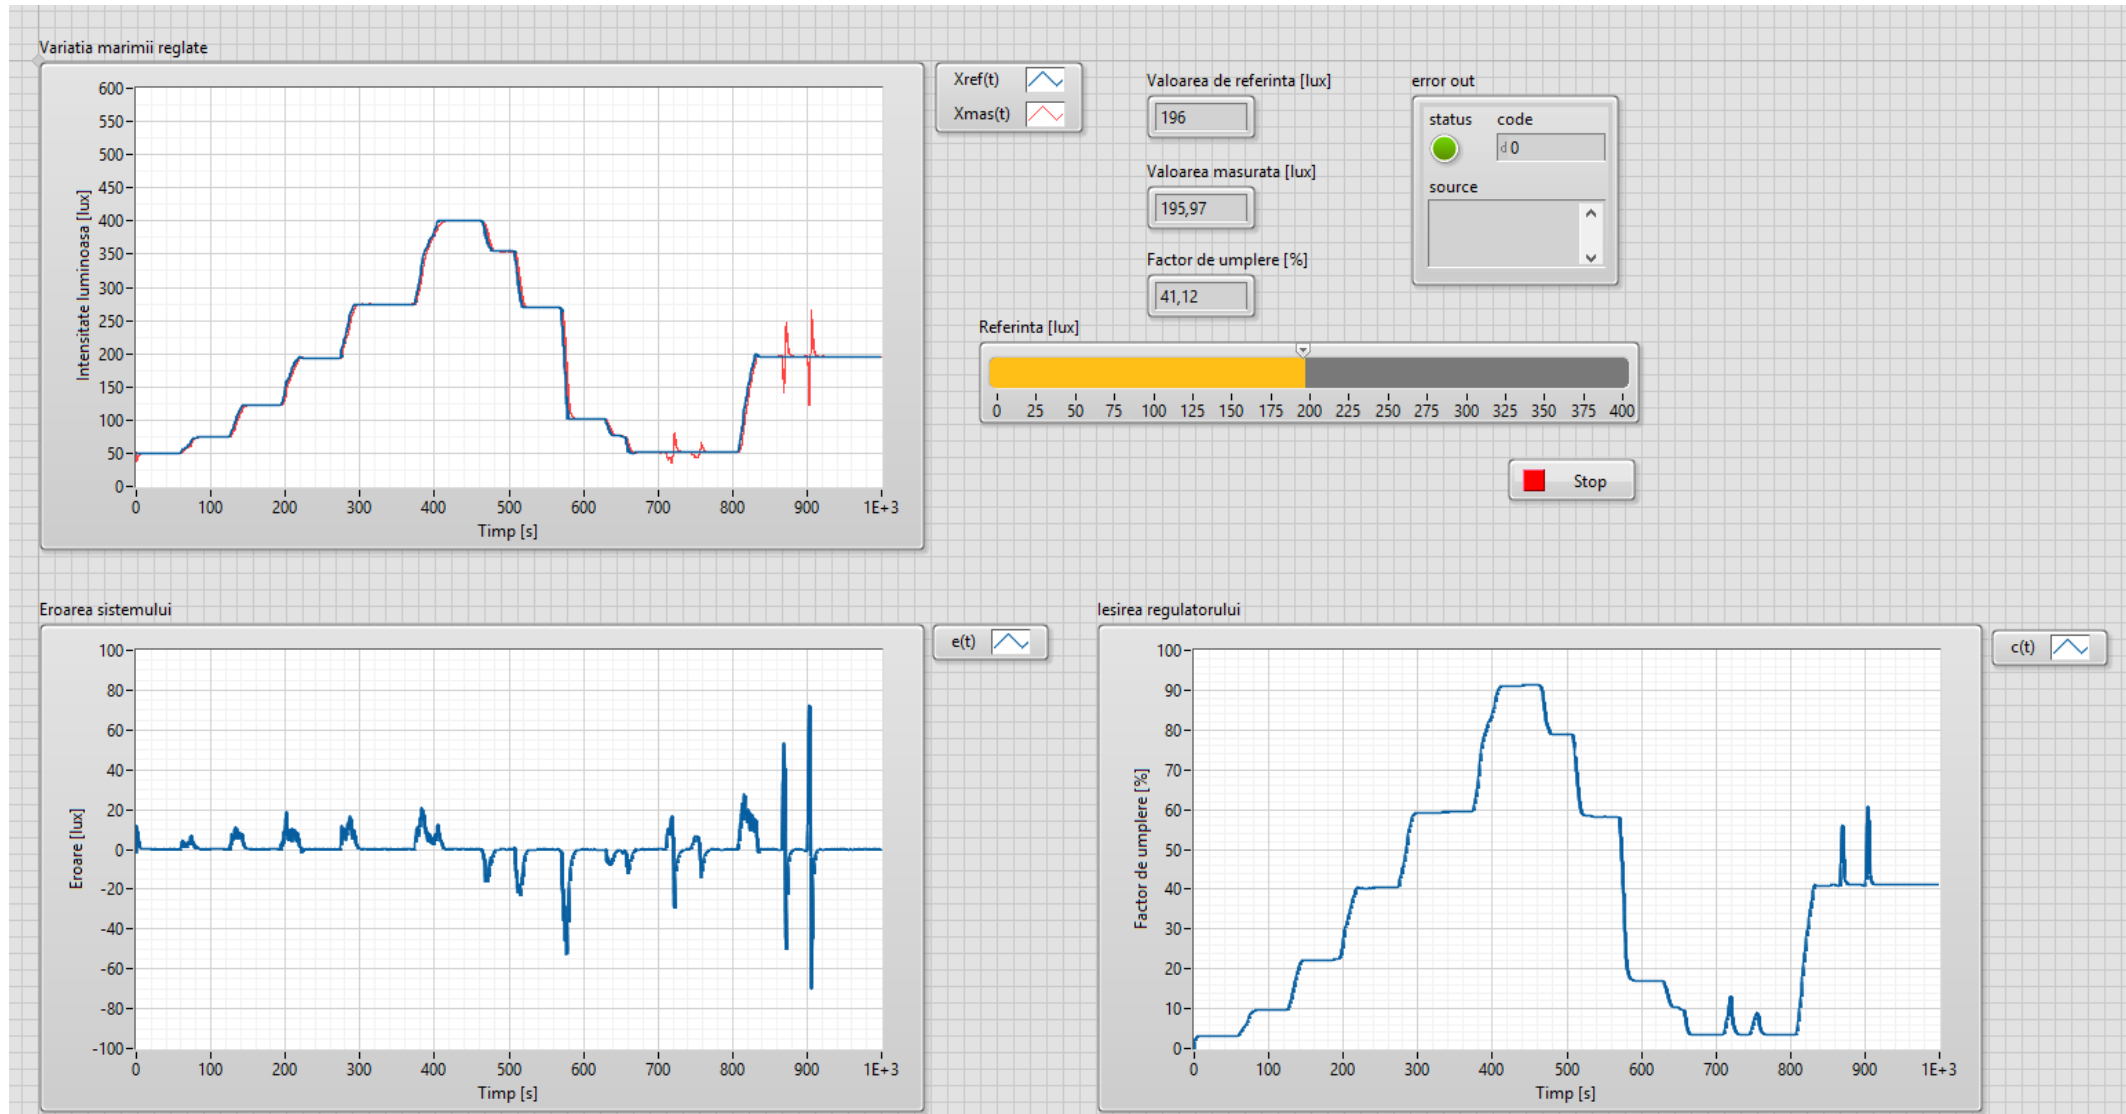 Variatia marimii reglate
600
550
500
450
400
350
300
250
200
150
100
50
0
Intensitate luminoasa [lux]
0 100 200 300 400 500 600 700 800 900 1E+3
Timp [s]
Xref(t)
Xmas(t)
Valoarea de referinta [lux]
196
Valoarea masurata [lux]
195,97
Factor de umplere [%]
41,12
error out
status code
d 0
source
Referinta [lux]
0 25 50 75 100 125 150 175 200 225 250 275 300 325 350 375 400
Stop
Eroarea sistemului
100
80
60
40
20
0
-20
-40
-60
-80
-100
Eroare [lux]
0 100 200 300 400 500 600 700 800 900 1E+3
Timp [s]
e(t)
Iesirea regulatorului
100
90
80
70
60
50
40
30
20
10
0
Factor de umplere [%]
0 100 200 300 400 500 600 700 800 900 1E+3
Timp [s]
c(t)